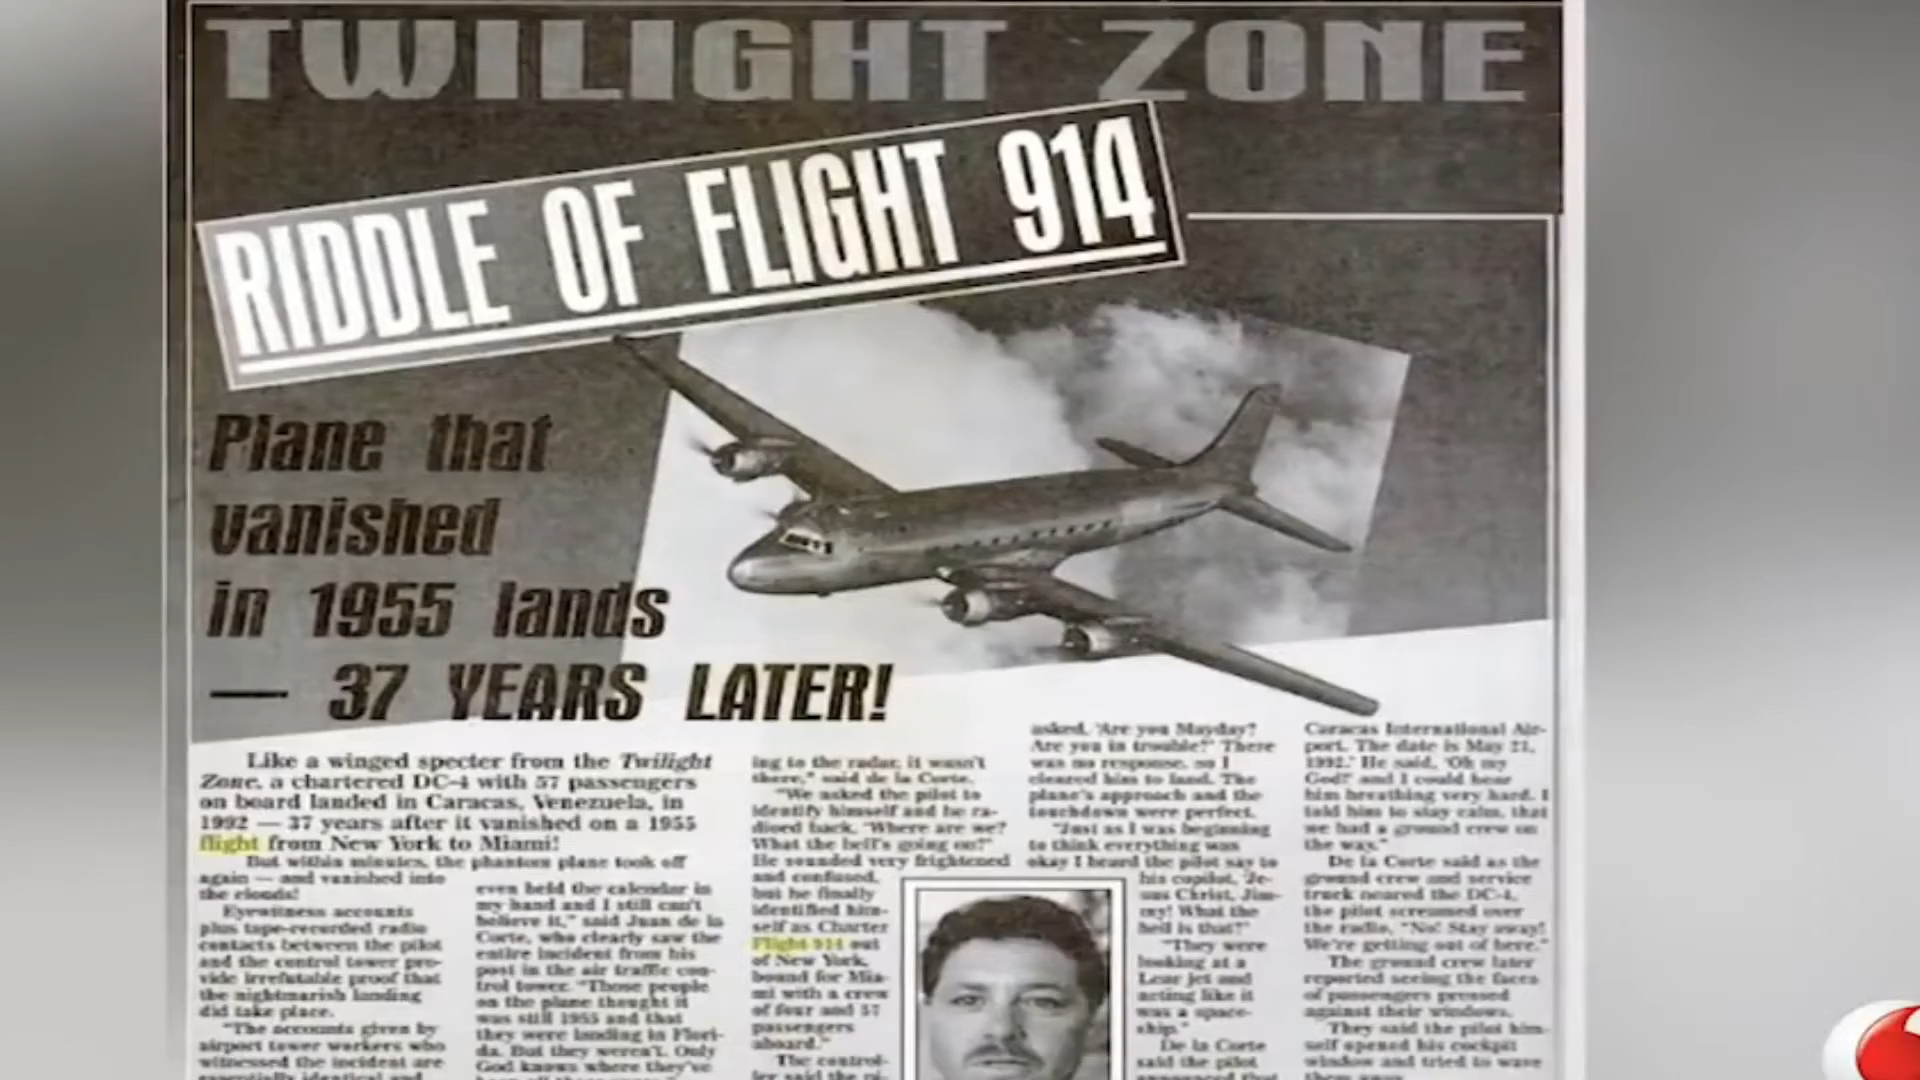 TWILIGHT ZONE
RIDDLE OF FLIGHT 914
Plane that
vanished
in 1955 lands
— 37 YEARS LATER!
Like a winged specter from the Twilight
Zone, a chartered DC-4 with 57 passengers
on board landed in Caracas, Venezuela, in
1992 — 37 years after it vanished on a 1955
flight from New York to Miami!
But within minutes, the phantom plane took off
again — and vanished into
the clouds!
Eyewitness accounts
plus tape-recorded radio
contacts between the pilot
and the control tower pro-
vide irrefutable proof that
the nightmarish landing
did take place.
"The accounts given by
airport tower workers who
witnessed the incident are
essentially identical and
even held the calendar in
my hand and I still can't
believe it," said Juan de la
Corte, who clearly saw the
entire incident from his
post in the air traffic con-
trol tower. "Those people
on the plane thought it
was still 1955 and that
they were landing in Flori-
da. But they weren't. Only
God knows where they've
ing to the radar, it wasn't
there," said de la Corte.
"We asked the pilot to
identify himself and he ra-
dioed back, 'Where are we?
What the hell's going on?'
He sounded very frightened
and confused,
but he finally
identified him-
self as Charter
Flight 914 out
of New York,
bound for Mia-
mi with a crew
of four and 57
passengers
aboard."
The control-
ler said the pi-
asked, 'Are you Mayday?
Are you in trouble?' There
was no response, so I
cleared him to land. The
plane's approach and the
touchdown were perfect.
"Just as I was beginning
to think everything was
okay I heard the pilot say to
his copilot, 'Je-
sus Christ, Jim-
my! What the
hell is that?'
"They were
looking at a
Lear jet and
acting like it
was a space-
ship."
De la Corte
said the pilot
announced that
Caracas International Air-
port. The date is May 21,
1992.' He said, 'Oh my
God!' and I could hear
him breathing very hard. I
told him to stay calm, that
we had a ground crew on
the way."
De la Corte said as the
ground crew and service
truck neared the DC-4,
the pilot screamed over
the radio, "No! Stay away!
We're getting out of here."
The ground crew later
reported seeing the faces
of passengers pressed
against their windows.
They said the pilot him-
self opened his cockpit
window and tried to wave
them away.